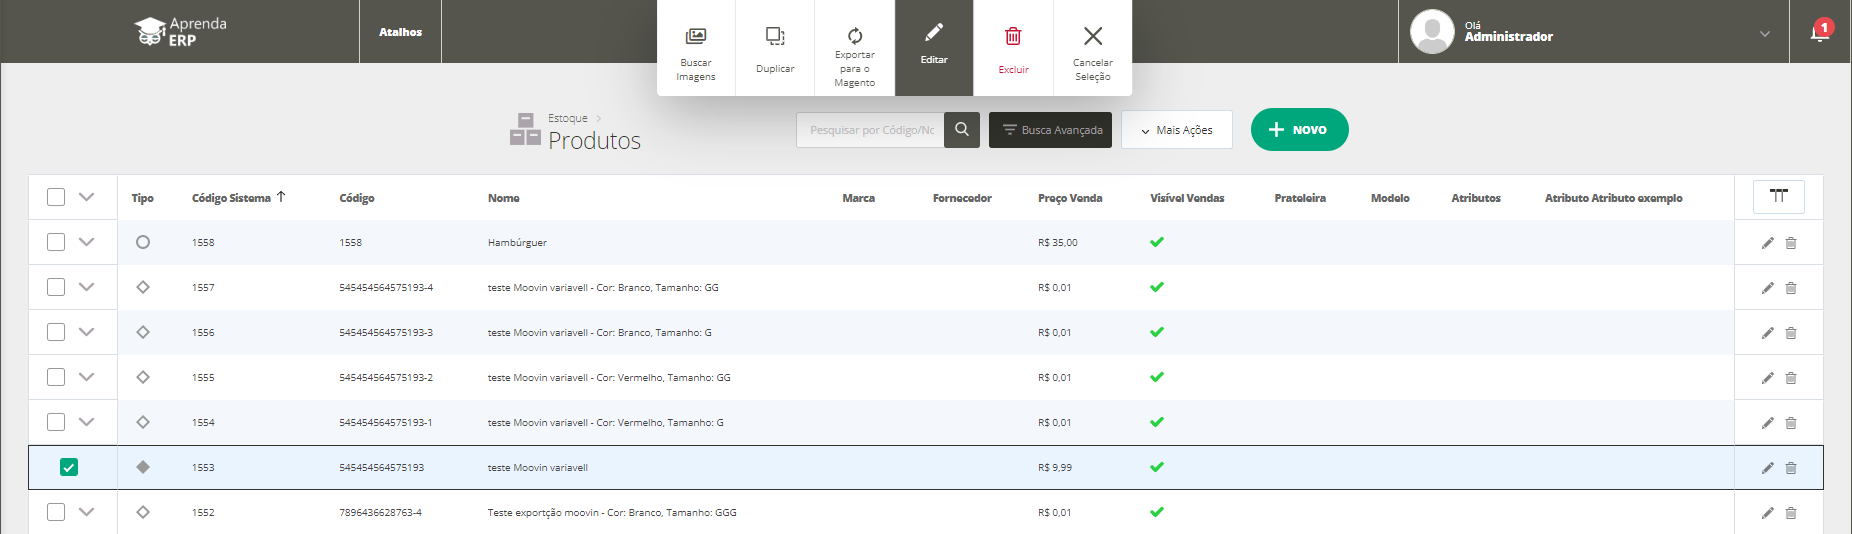 Aprenda
ERP
Atalhos
Buscar
Imagens
Duplicar
Exportar
para o
Magento
Editar
Excluir
Cancelar
Seleção
Olá
Administrador
1
Estoque
Produtos
Pesquisar por Código/No
Busca Avançada
Mais Ações
NOVO
Tipo Código Sistema Código Nome Marca Fornecedor Preço Venda Visível Vendas Prateleira Modelo Atributos Atributo Atributo exemplo
1558 1558 Hambúrguer R$ 35,00
1557 545454564575193-4 teste Moovin variavell - Cor: Branco, Tamanho: GG R$ 0,01
1556 545454564575193-3 teste Moovin variavell - Cor: Branco, Tamanho: G R$ 0,01
1555 545454564575193-2 teste Moovin variavell - Cor: Vermelho, Tamanho: GG R$ 0,01
1554 545454564575193-1 teste Moovin variavell - Cor: Vermelho, Tamanho: G R$ 0,01
1553 545454564575193 teste Moovin variavell R$ 9,99
1552 7896436628763-4 Teste exportção moovin - Cor: Branco, Tamanho: GGG R$ 0,01